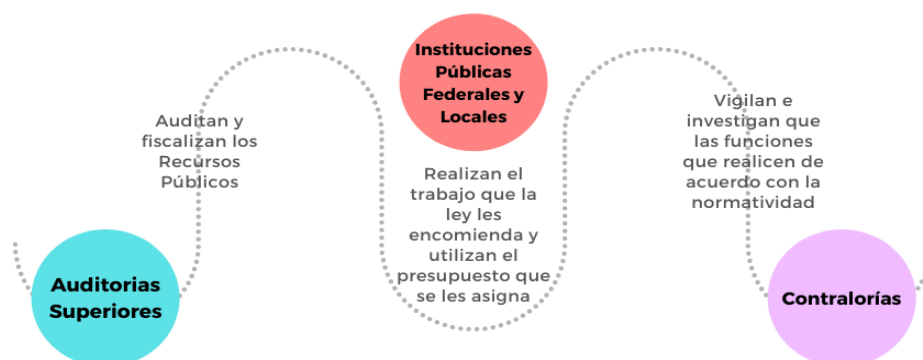 Instituciones
Públicas
Federales y
Locales
Auditan y
fiscalizan los
Recursos
Públicos
Vigilan e
investigan que
las funciones
que realicen de
acuerdo con la
normatividad
Realizan el
trabajo que la
ley les
encomienda y
utilizan el
presupuesto que
se les asigna
Auditorias
Superiores
Contralorías